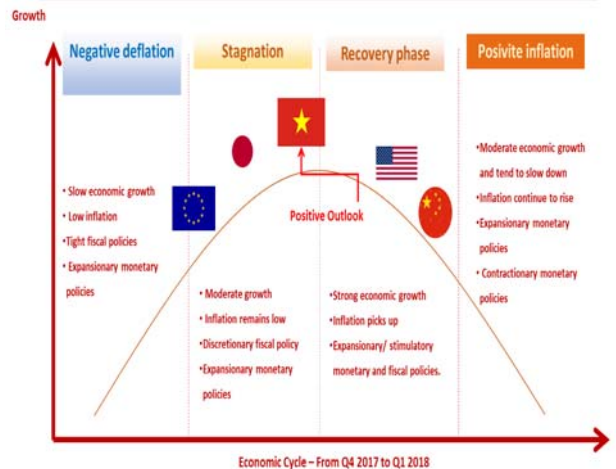 Growth
Negative deflation
Stagnation
Recovery phase
Posivite inflation
• Slow economic growth
• Low inflation
•Tight fiscal policies
• Expansionary monetary
policies
Positive Outlook
•Moderate economic growth
and tend to slow down
•Inflation continue to rise
•Expansionary monetary
policies
• Contractionary monetary
policies
• Moderate growth
• Inflation remains low
•Discretionary fiscal policy
•Expansionary monetary
policies
•Strong economic growth
•Inflation picks up
•Expansionary/ stimulatory
monetary and fiscal policies.
Economic Cycle – From Q4 2017 to Q1 2018